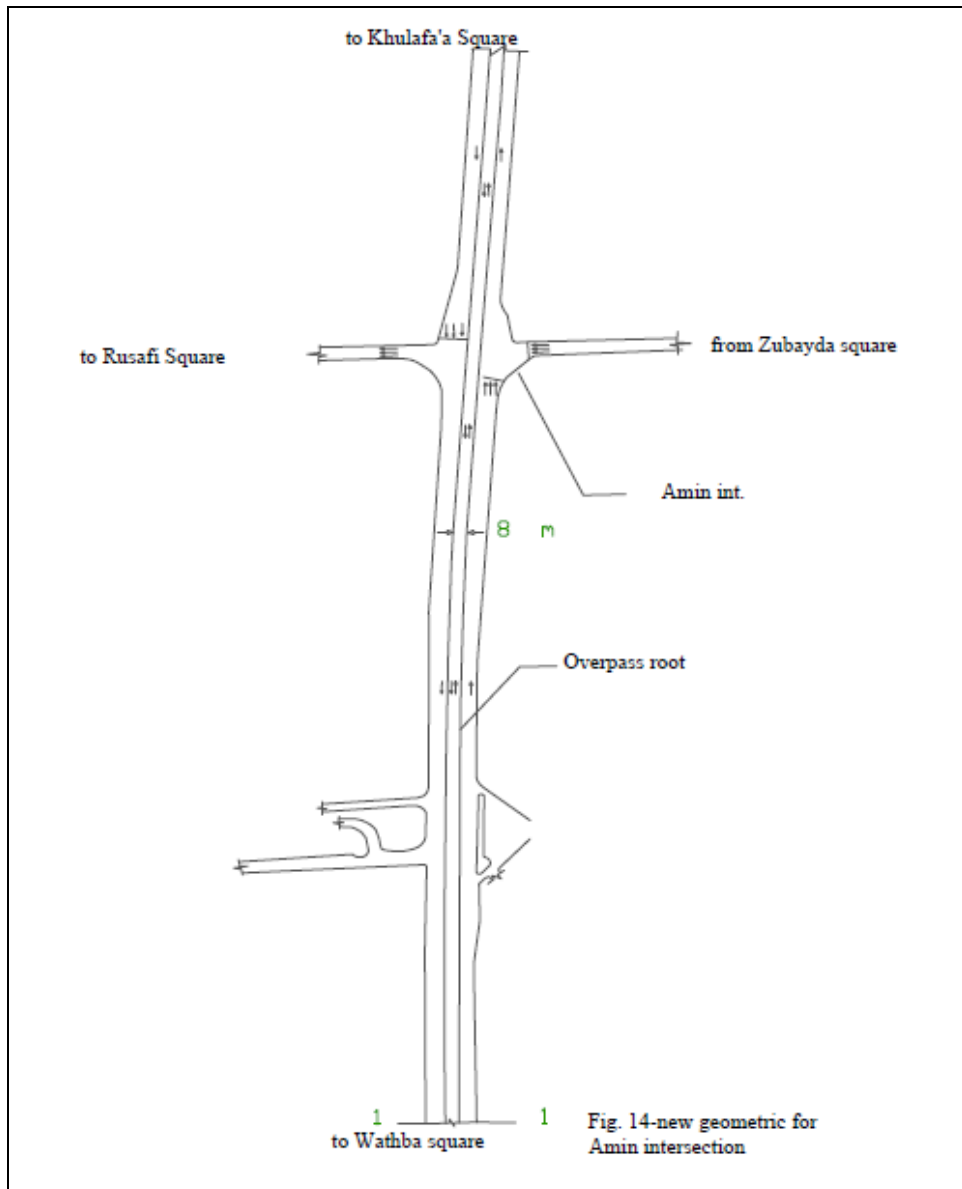 to Khulafa'a Square
to Rusafi Square
from Zubayda square
Amin int.
8 m
Overpass root
1 1
to Wathba square
Fig. 14-new geometric for
Amin intersection